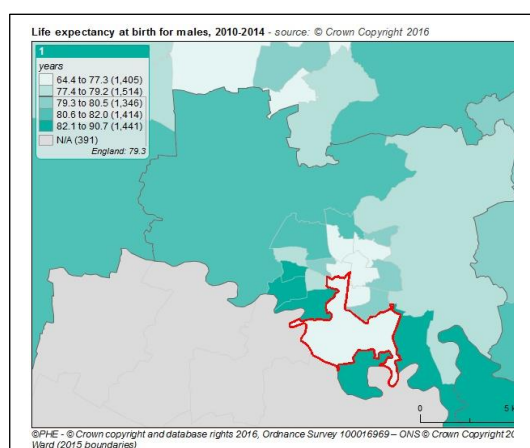 Life expectancy at birth for males, 2010-2014 - source: © Crown Copyright 2016
1
years
64.4 to 77.3 (1,405)
77.4 to 79.2 (1,514)
79.3 to 80.5 (1,346)
80.6 to 82.0 (1,414)
82.1 to 90.7 (1,441)
N/A (391)
England: 79.3
0 5 k
©PHE - © Crown copyright and database rights 2016, Ordnance Survey 100016969 – ONS © Crown Copyright 20
Ward (2015 boundaries)